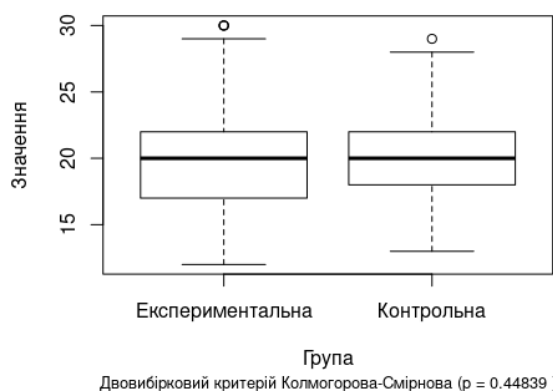 30
25
20
15
Значення
Експериментальна
Контрольна
Група
Двовибірковий критерій Колмогорова-Смірнова (p = 0.44839 )